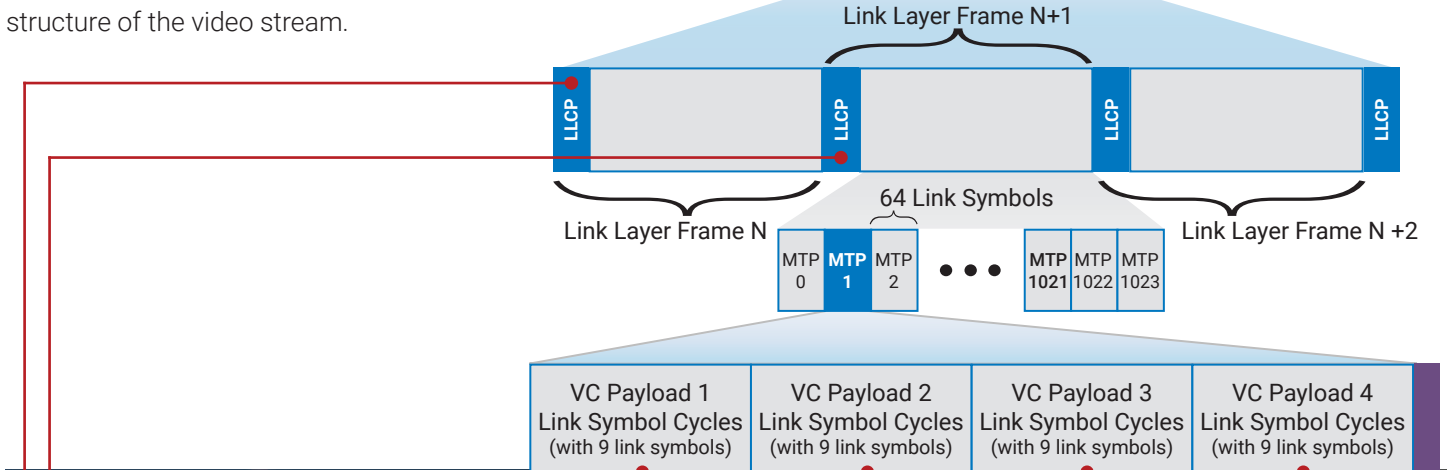 structure of the video stream.
Link Layer Frame N+1
LLCP
LLCP
LLCP
LLCP
64 Link Symbols
Link Layer Frame N
Link Layer Frame N +2
MTP
0
MTP
1
MTP
2
MTP
1021
MTP
1022
MTP
1023
VC Payload 1
Link Symbol Cycles
(with 9 link symbols)
VC Payload 2
Link Symbol Cycles
(with 9 link symbols)
VC Payload 3
Link Symbol Cycles
(with 9 link symbols)
VC Payload 4
Link Symbol Cycles
(with 9 link symbols)